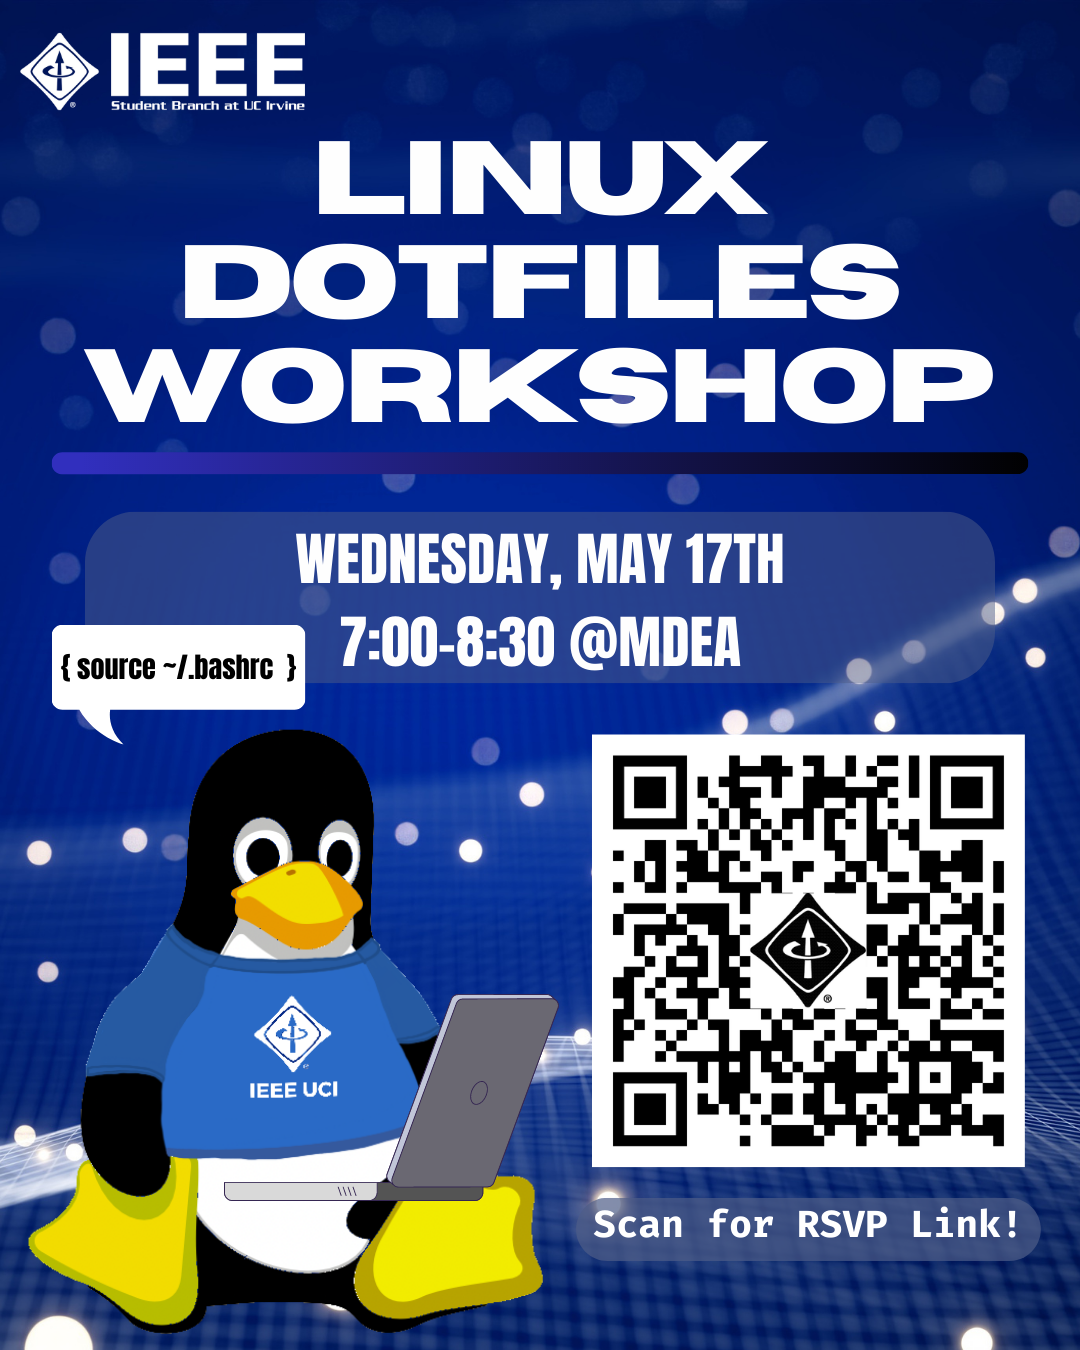 IEEE
Student Branch at UC Irvine
LINUX
DOTFILES
WORKSHOP
WEDNESDAY, MAY 17TH
7:00-8:30 @MDEA
{ source ~/.bashrc }
IEEE UCI
Scan for RSVP Link!